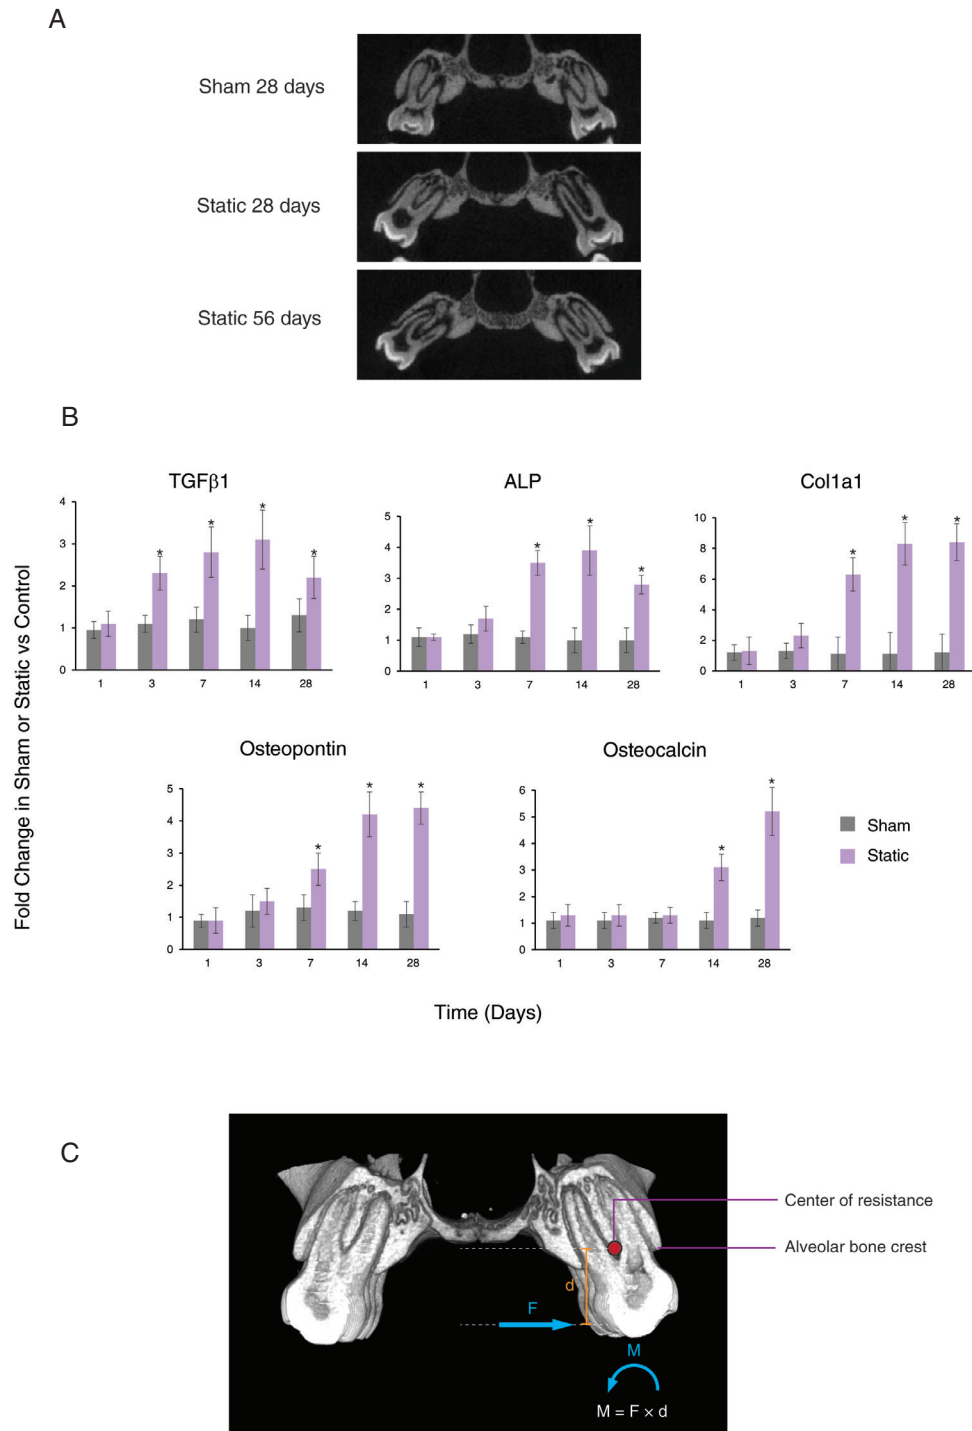 A
Sham 28 days
Static 28 days
Static 56 days
B
Fold Change in Sham or Static vs Control
TGFβ1
4
3
2
1
0
1 3 7 14 28
* * * *
ALP
5
4
3
2
1
0
1 3 7 14 28
* * *
Col1a1
10
8
6
4
2
0
1 3 7 14 28
* * *
Osteopontin
5
4
3
2
1
0
1 3 7 14 28
* * *
Osteocalcin
6
5
4
3
2
1
0
1 3 7 14 28
* *
Sham
Static
Time (Days)
C
Center of resistance
Alveolar bone crest
d
F
M
M = F × d